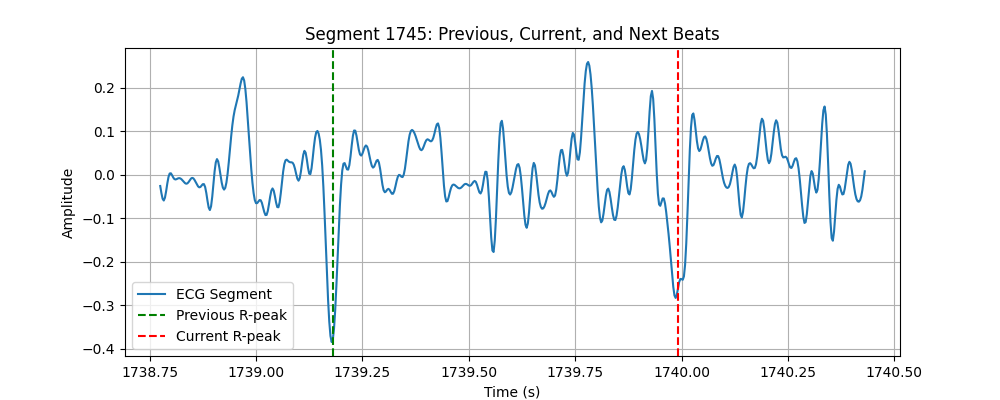 Segment 1745: Previous, Current, and Next Beats
Amplitude
0.2
0.1
0.0
−0.1
−0.2
−0.3
−0.4
ECG Segment
Previous R-peak
Current R-peak
1738.75 1739.00 1739.25 1739.50 1739.75 1740.00 1740.25 1740.50
Time (s)